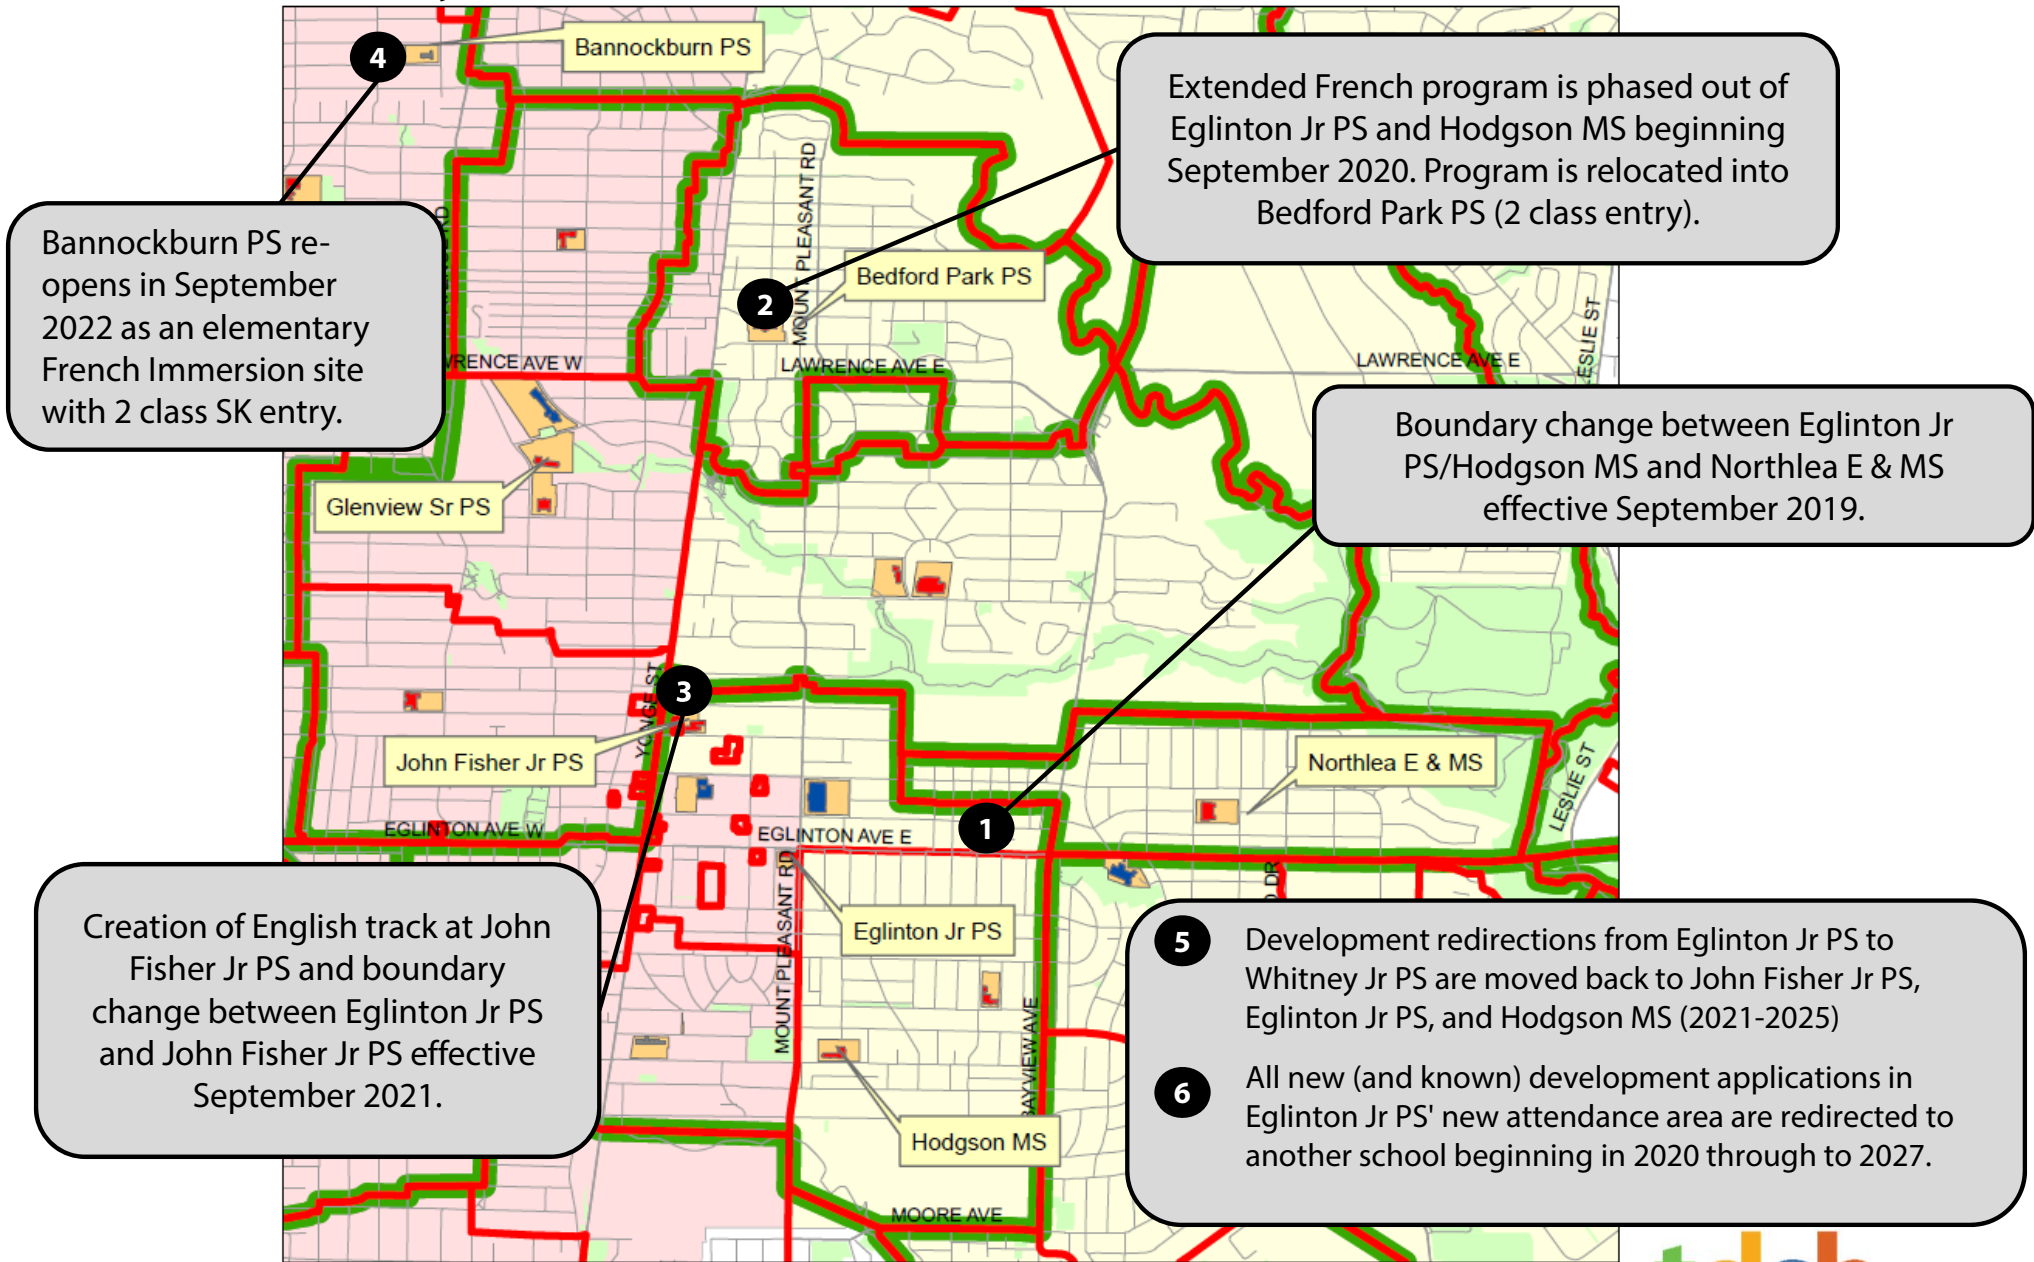 4
Bannockburn PS
Extended French program is phased out of
Eglinton Jr PS and Hodgson MS beginning
September 2020. Program is relocated into
Bedford Park PS (2 class entry).
MOUNT PLEASANT RD
Bannockburn PS re-
opens in September
2022 as an elementary
French Immersion site
with 2 class SK entry.
RD
2
Bedford Park PS
LESLIE ST
WRENCE AVE W
LAWRENCE AVE E
LAWRENCE AVE E
Boundary change between Eglinton Jr
PS/Hodgson MS and Northlea E & MS
effective September 2019.
Glenview Sr PS
3
YONGE ST
John Fisher Jr PS
Northlea E & MS
LESLIE ST
EGLINTON AVE W
EGLINTON AVE E
1
MOUNT PLEASANT RD
D DR
Creation of English track at John
Fisher Jr PS and boundary
change between Eglinton Jr PS
and John Fisher Jr PS effective
September 2021.
Eglinton Jr PS
BAYVIEW AVE
Hodgson MS
MOORE AVE
5 Development redirections from Eglinton Jr PS to
Whitney Jr PS are moved back to John Fisher Jr PS,
Eglinton Jr PS, and Hodgson MS (2021-2025)
6 All new (and known) development applications in
Eglinton Jr PS' new attendance area are redirected to
another school beginning in 2020 through to 2027.